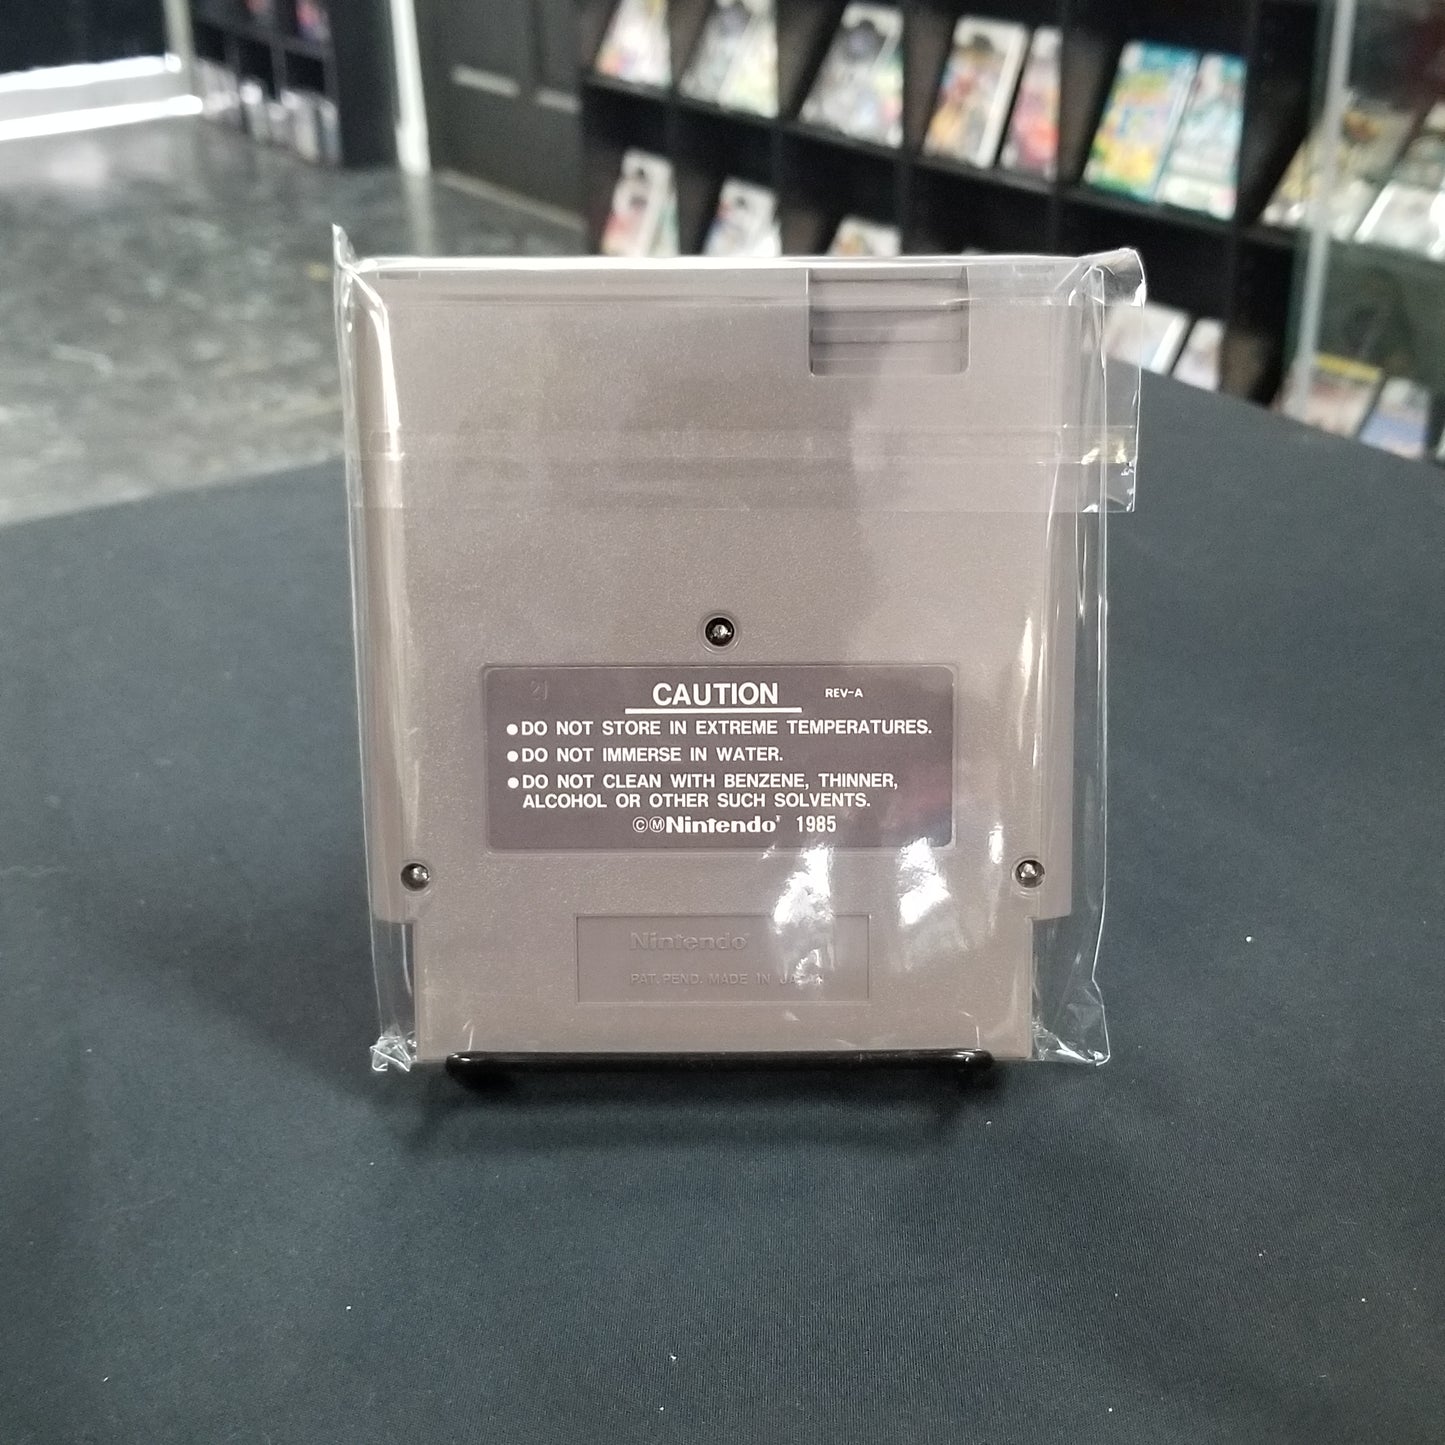 CAUTION REV-A
●DO NOT STORE IN EXTREME TEMPERATURES.
●DO NOT IMMERSE IN WATER.
●DO NOT CLEAN WITH BENZENE, THINNER,
ALCOHOL OR OTHER SUCH SOLVENTS.
©ⓂNintendo 1985
Nintendo
PAT. PEND. MADE IN JAPAN